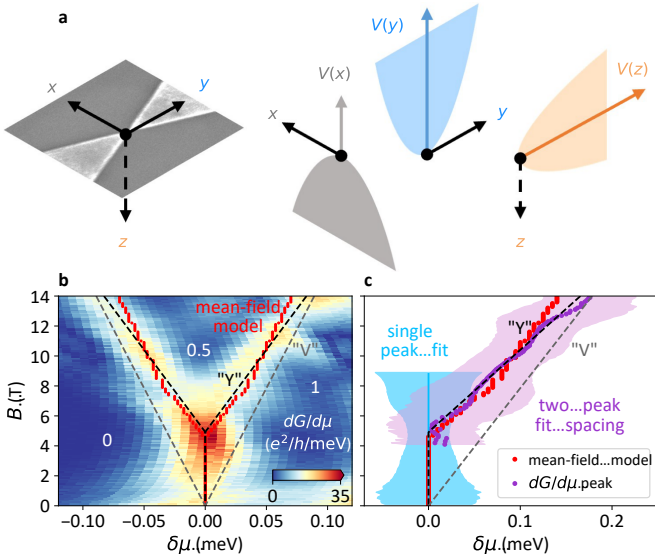 a
V(y)
V(x)
V(z)
x
y
x
y
z
z
b
c
14
12
10
8
6
4
2
0
B.(T)
mean-field
model
0.5
"V"
"Y"
1
0
dG/dμ
(e²/h/meV)
0
35
−0.10
−0.05
0.00
0.05
0.10
δμ.(meV)
single
peak...fit
"Y"
"V"
two...peak
fit...spacing
mean-field...model
dG/dμ.peak
0.0
0.1
0.2
δμ.(meV)